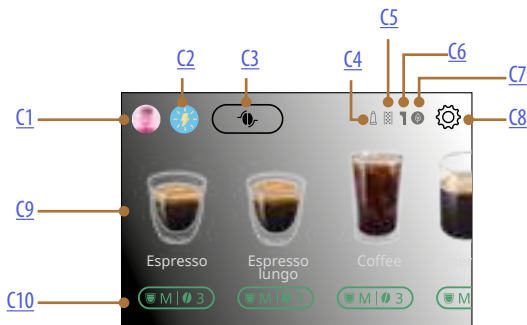 C5
C6
C2
C3
C4
C7
C1
C8
C9
Espresso
Espresso
lungo
Coffee
C10
M 3
M 3
M 3
M